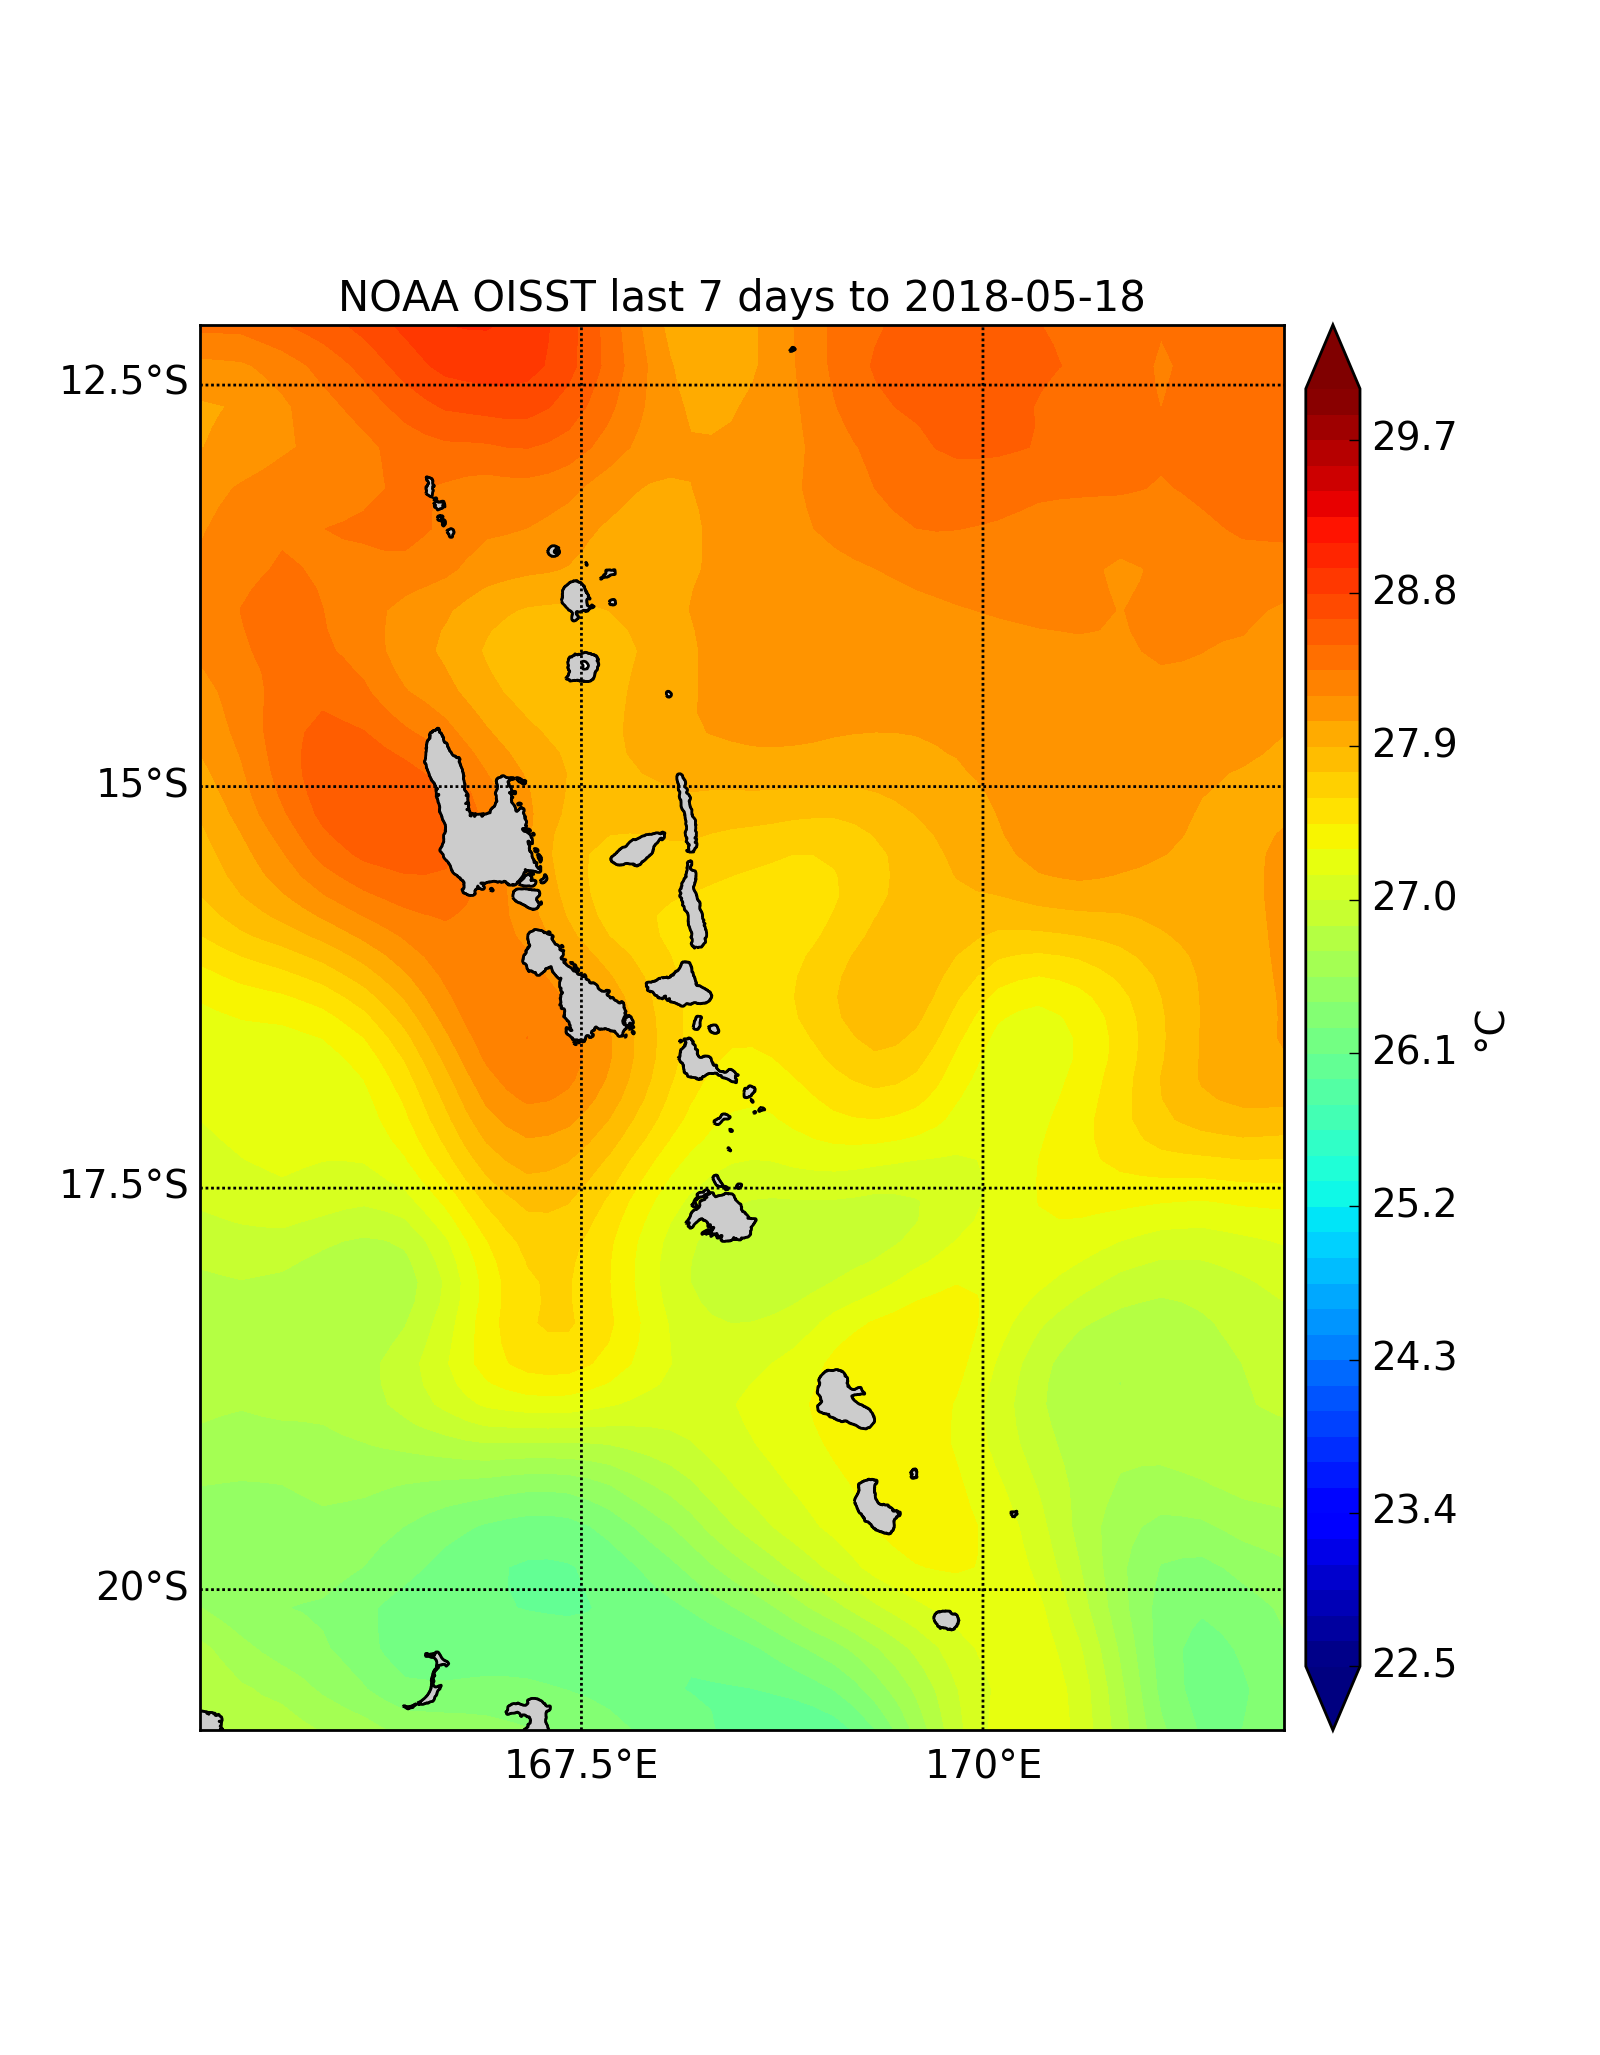 NOAA OISST last 7 days to 2018-05-18
12.5°S
15°S
17.5°S
20°S
167.5°E
170°E
29.7
28.8
27.9
27.0
26.1
25.2
24.3
23.4
22.5
°C